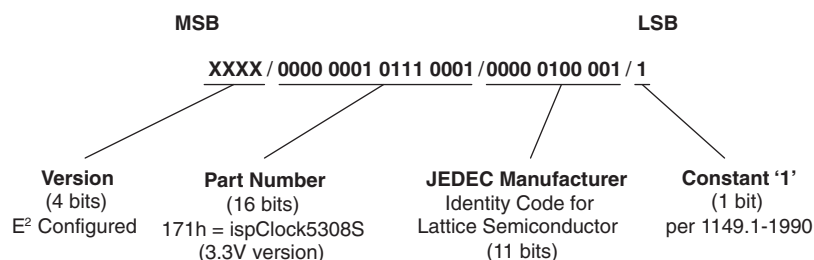 MSB LSB
XXXX / 0000 0001 0111 0001 / 0000 0100 001 / 1
Version
(4 bits)
E² Configured
Part Number
(16 bits)
171h = ispClock5308S
(3.3V version)
JEDEC Manufacturer
Identity Code for
Lattice Semiconductor
(11 bits)
Constant ‘1’
(1 bit)
per 1149.1-1990